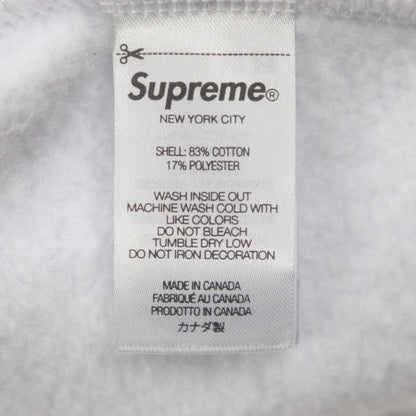 Supreme®
NEW YORK CITY
SHELL: 83% COTTON
17% POLYESTER
WASH INSIDE OUT
MACHINE WASH COLD WITH
LIKE COLORS
DO NOT BLEACH
TUMBLE DRY LOW
DO NOT IRON DECORATION
MADE IN CANADA
FABRIQUÉ AU CANADA
PRODOTTO IN CANADA
カナダ製